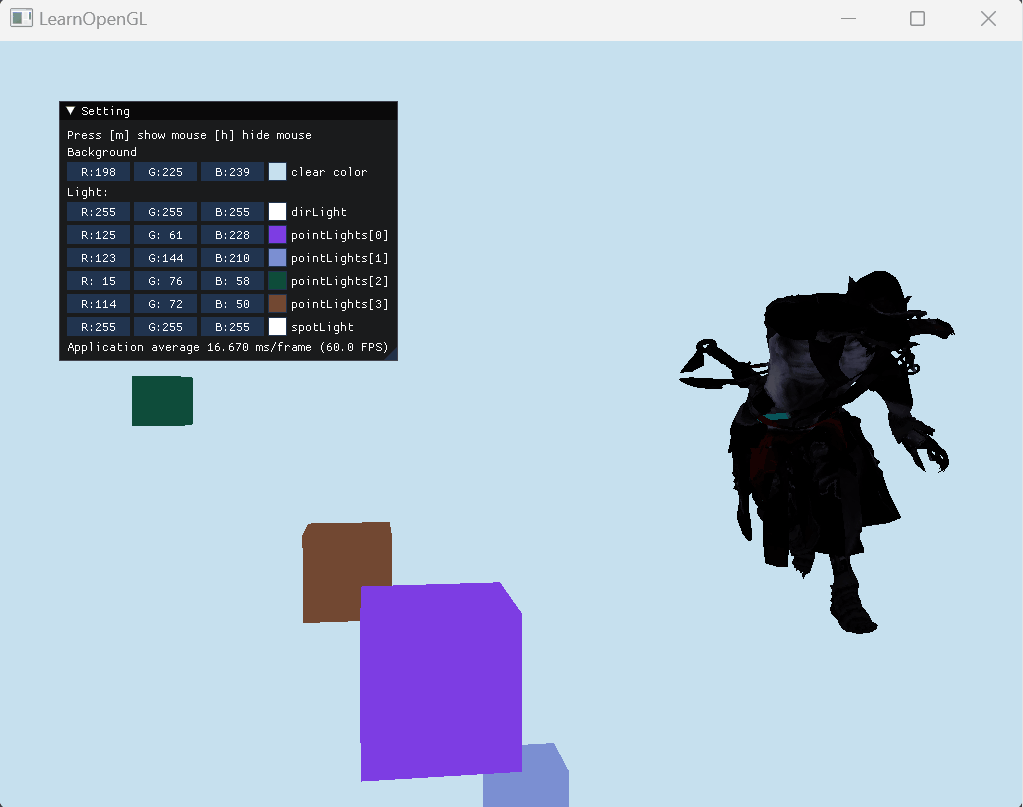 LearnOpenGL
▼ Setting
Press [m] show mouse [h] hide mouse
Background
R:198 G:225 B:239 clear color
Light:
R:255 G:255 B:255 dirLight
R:125 G: 61 B:228 pointLights[0]
R:123 G:144 B:210 pointLights[1]
R: 15 G: 76 B: 58 pointLights[2]
R:114 G: 72 B: 50 pointLights[3]
R:255 G:255 B:255 spotLight
Application average 16.670 ms/frame (60.0 FPS)